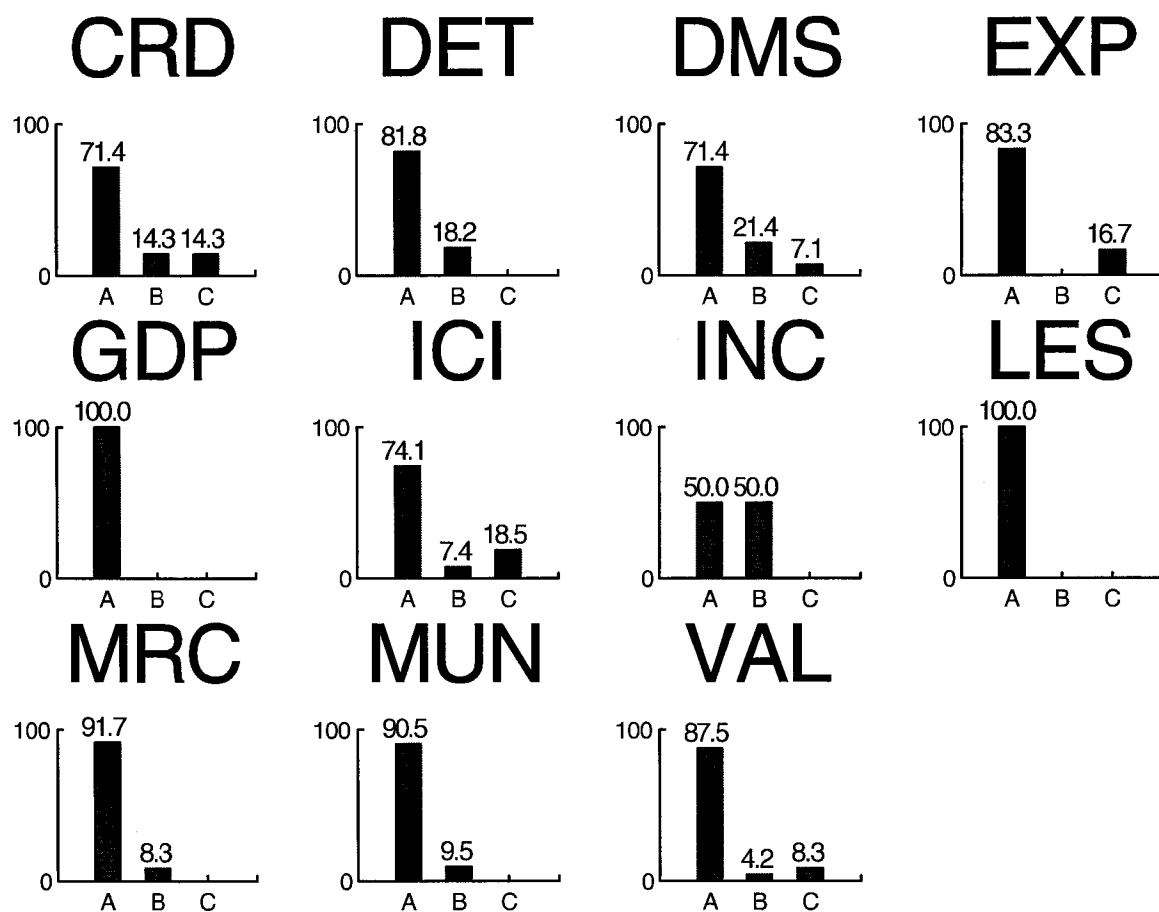 CRD DET DMS EXP
100 100 100 100
71.4 81.8 71.4 83.3
14.3 14.3 18.2 21.4 7.1 16.7
0 0 0 0
A B C A B C A B C A B C
GDP ICI INC LES
100.0 100.0
100 100 100 100
74.1 50.0 50.0
7.4 18.5
0 0 0 0
A B C A B C A B C A B C
MRC MUN VAL
100 100 100
91.7 90.5 87.5
8.3 9.5 4.2 8.3
0 0 0
A B C A B C A B C